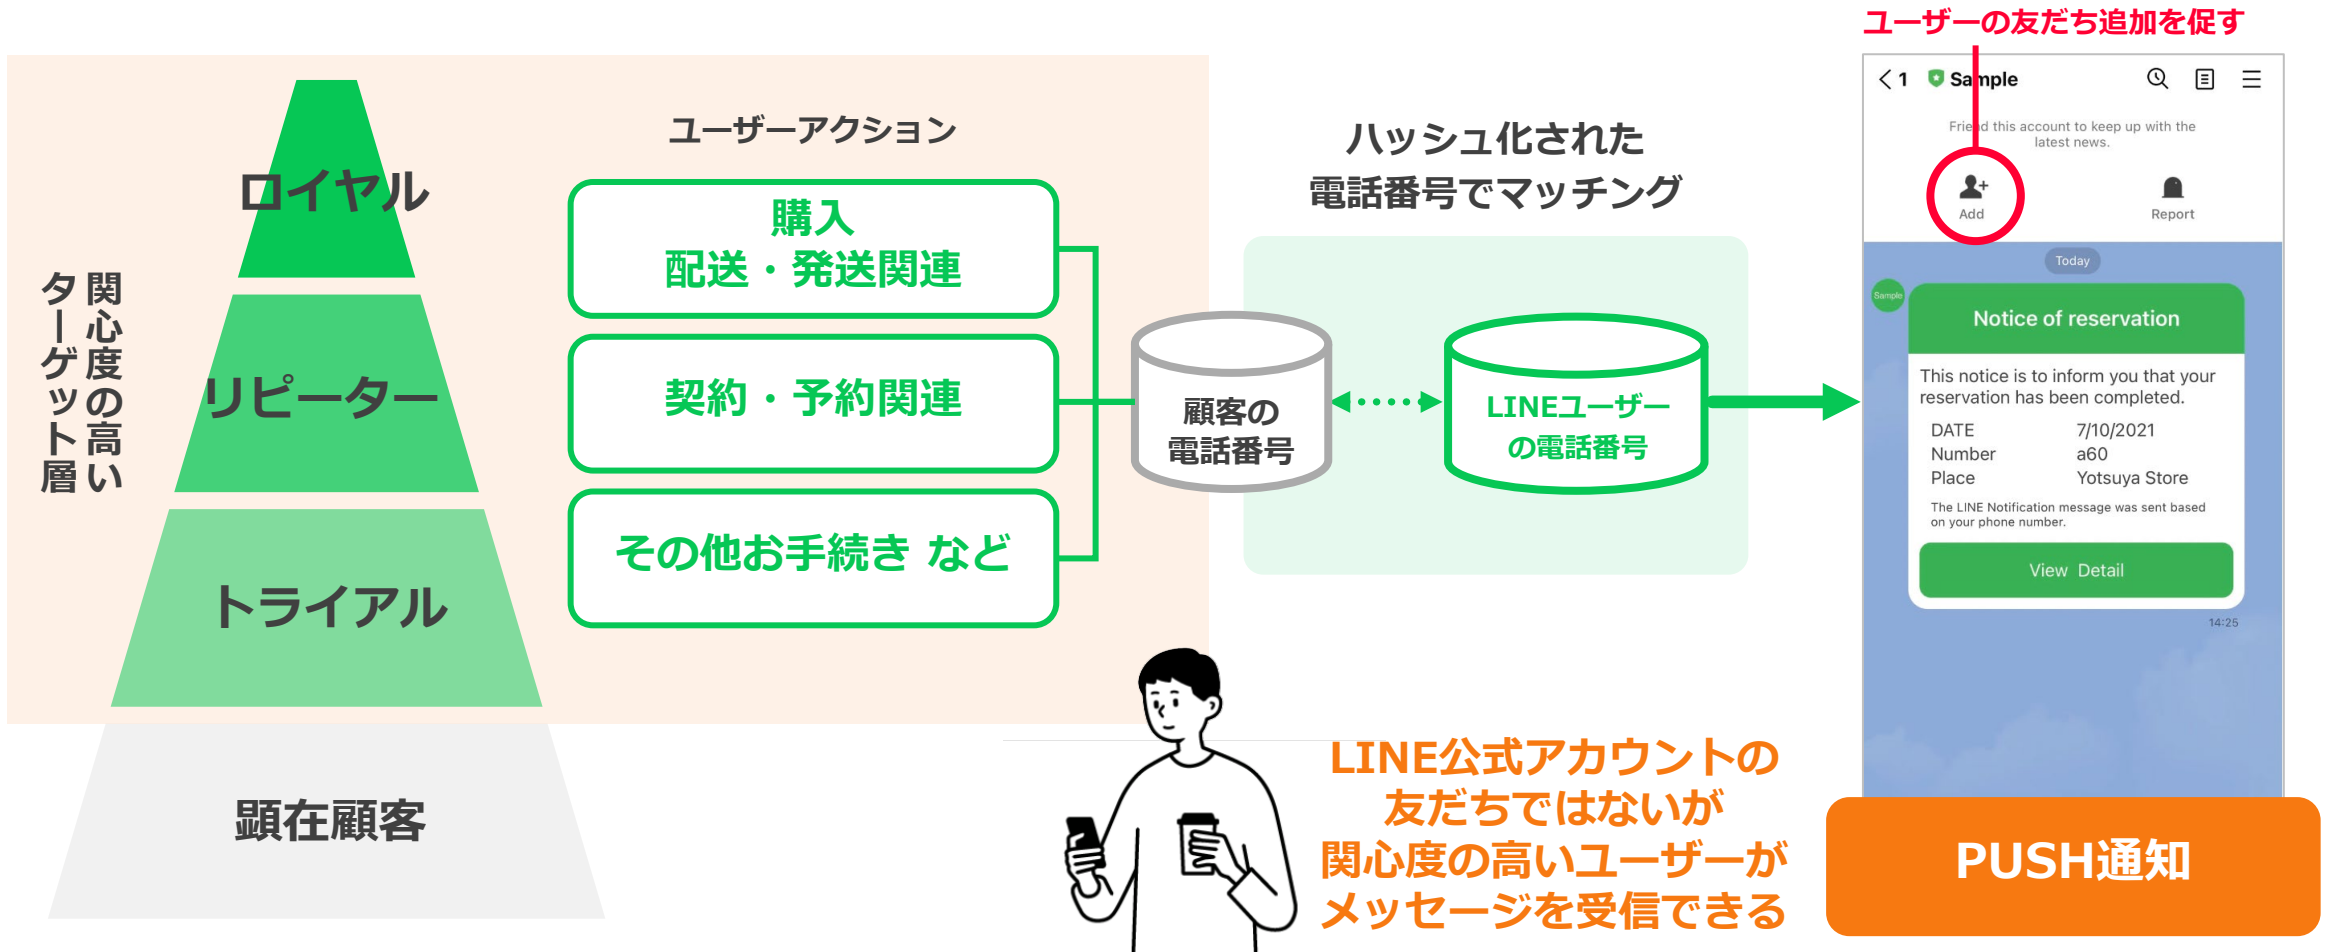 ユーザーの友だち追加を促す
関心度の高い
ターゲット層
ロイヤル
リピーター
トライアル
顕在顧客
ユーザーアクション
購入
配送・発送関連
契約・予約関連
その他お手続き など
ハッシュ化された
電話番号でマッチング
顧客の
電話番号
LINEユーザー
の電話番号
LINE公式アカウントの
友だちではないが
関心度の高いユーザーが
メッセージを受信できる
1 Sample
Friend this account to keep up with the
latest news.
Add
Report
Today
Sample
Notice of reservation
This notice is to inform you that your
reservation has been completed.
DATE 7/10/2021
Number a60
Place Yotsuya Store
The LINE Notification message was sent based
on your phone number.
View Detail
14:25
PUSH通知